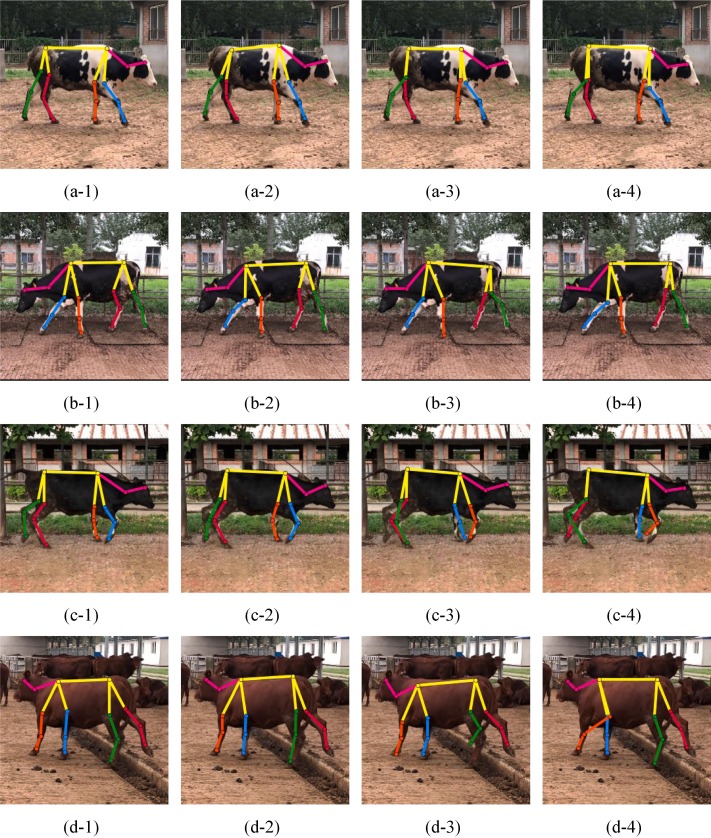 (a-1) (a-2) (a-3) (a-4)
(b-1) (b-2) (b-3) (b-4)
(c-1) (c-2) (c-3) (c-4)
(d-1) (d-2) (d-3) (d-4)